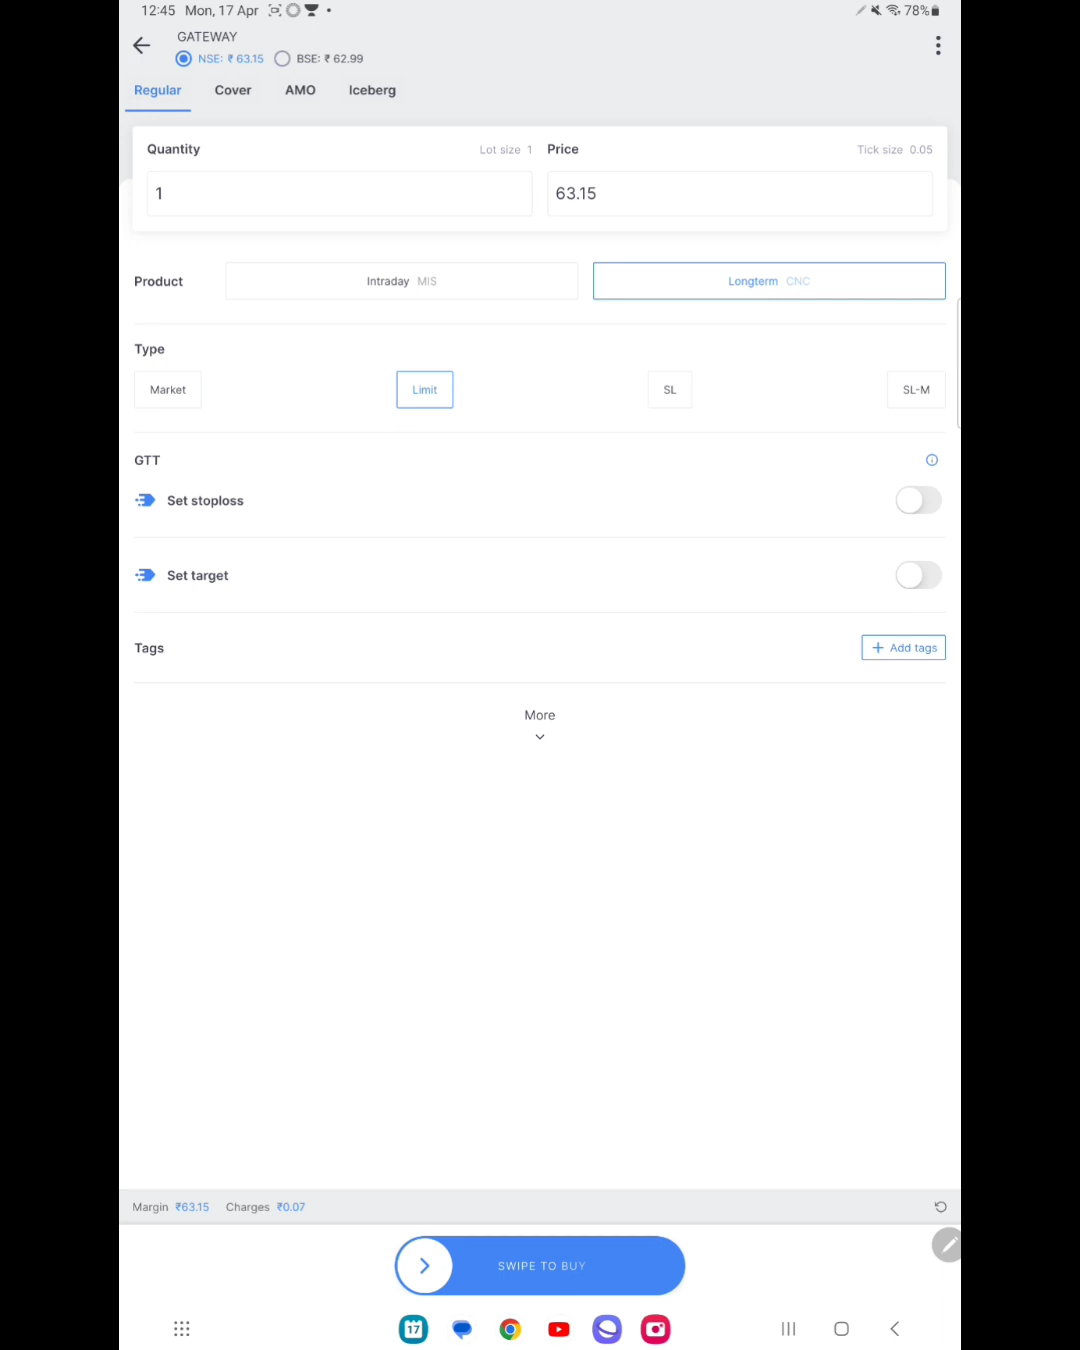 12:45 Mon, 17 Apr 78%
GATEWAY
NSE: ₹ 63.15 BSE: ₹ 62.99
Regular Cover AMO Iceberg
Quantity Lot size 1 Price Tick size 0.05
1 63.15
Product Intraday MIS Longterm CNC
Type
Market Limit SL SL-M
GTT
Set stoploss
Set target
Tags + Add tags
More
Margin ₹63.15 Charges ₹0.07
SWIPE TO BUY
17